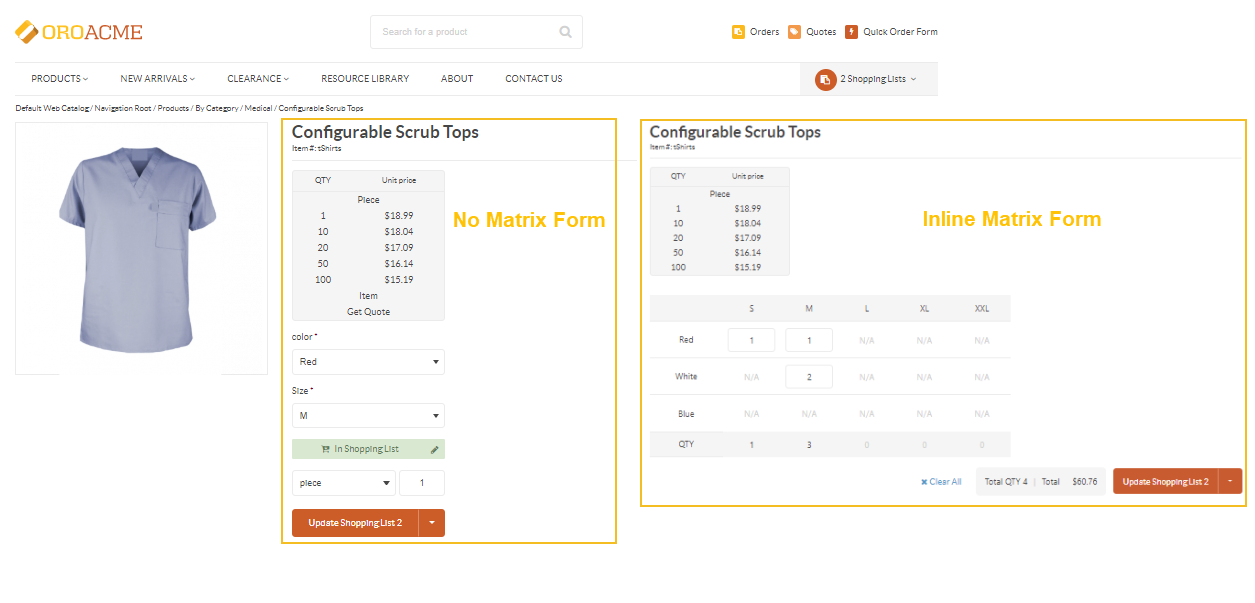 OROACME
Search for a product
Orders Quotes Quick Order Form
PRODUCTS NEW ARRIVALS CLEARANCE RESOURCE LIBRARY ABOUT CONTACT US 2 Shopping Lists
Default Web Catalog / Navigation Root / Products / By Category / Medical / Configurable Scrub Tops
Configurable Scrub Tops
Item #: tShirts
QTY Unit price
Piece
1 $18.99
10 $18.04
20 $17.09
50 $16.14
100 $15.19
Item
Get Quote
No Matrix Form
color *
Red
Size *
M
In Shopping List
piece 1
Update Shopping List 2
Configurable Scrub Tops
Item #: tShirts
QTY Unit price
Piece
1 $18.99
10 $18.04
20 $17.09
50 $16.14
100 $15.19
Inline Matrix Form
S M L XL XXL
Red 1 1 N/A N/A N/A
White N/A 2 N/A N/A N/A
Blue N/A N/A N/A N/A N/A
QTY 1 3 0 0 0
Clear All Total QTY 4 | Total $60.76 Update Shopping List 2